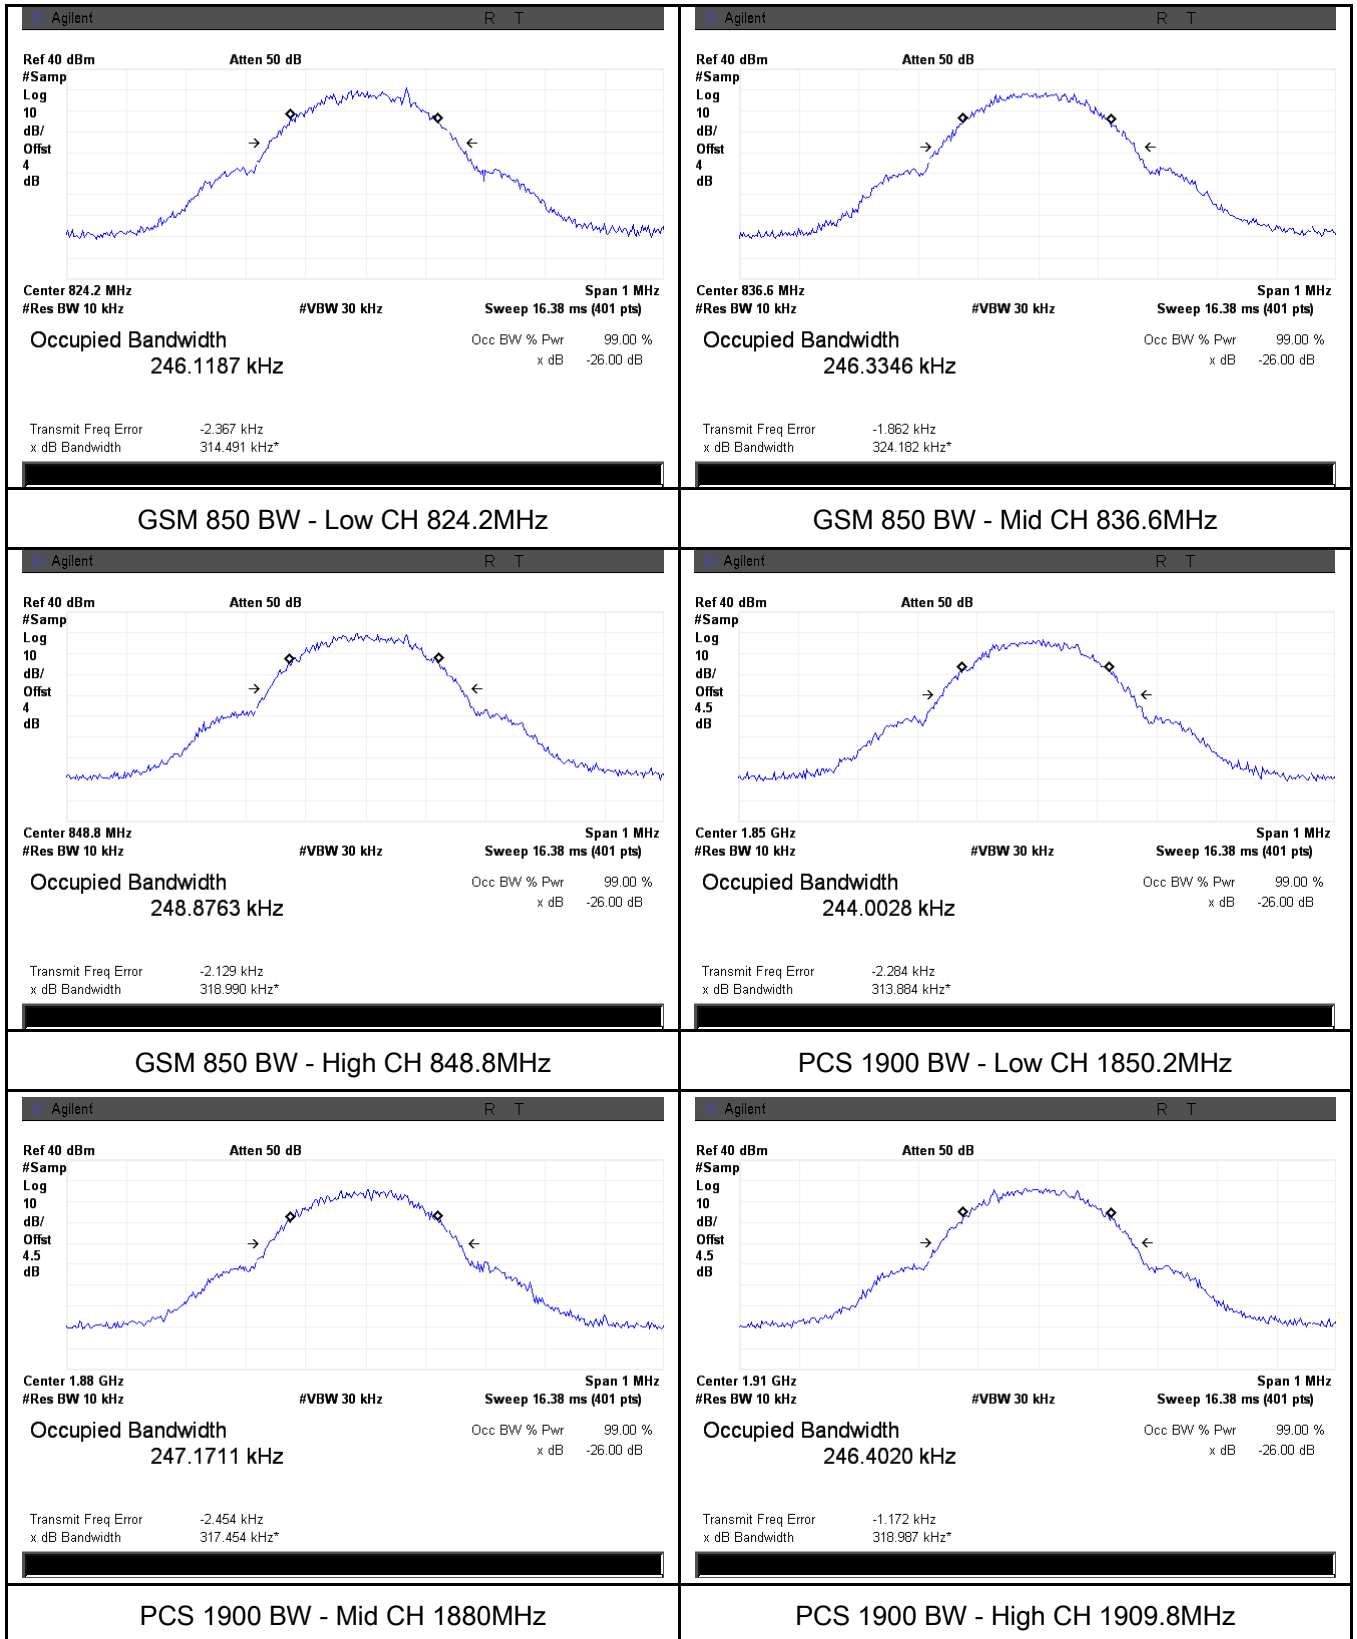 Agilent R T
Ref 40 dBm Atten 50 dB
#Samp
Log
10
dB/
Offst
4
dB
Center 824.2 MHz Span 1 MHz
#Res BW 10 kHz #VBW 30 kHz Sweep 16.38 ms (401 pts)
Occupied Bandwidth Occ BW % Pwr 99.00 %
246.1187 kHz x dB -26.00 dB
Transmit Freq Error -2.367 kHz
x dB Bandwidth 314.491 kHz*
GSM 850 BW - Low CH 824.2MHz
Agilent R T
Ref 40 dBm Atten 50 dB
#Samp
Log
10
dB/
Offst
4
dB
Center 836.6 MHz Span 1 MHz
#Res BW 10 kHz #VBW 30 kHz Sweep 16.38 ms (401 pts)
Occupied Bandwidth Occ BW % Pwr 99.00 %
246.3346 kHz x dB -26.00 dB
Transmit Freq Error -1.862 kHz
x dB Bandwidth 324.182 kHz*
GSM 850 BW - Mid CH 836.6MHz
Agilent R T
Ref 40 dBm Atten 50 dB
#Samp
Log
10
dB/
Offst
4
dB
Center 848.8 MHz Span 1 MHz
#Res BW 10 kHz #VBW 30 kHz Sweep 16.38 ms (401 pts)
Occupied Bandwidth Occ BW % Pwr 99.00 %
248.8763 kHz x dB -26.00 dB
Transmit Freq Error -2.129 kHz
x dB Bandwidth 318.990 kHz*
GSM 850 BW - High CH 848.8MHz
Agilent R T
Ref 40 dBm Atten 50 dB
#Samp
Log
10
dB/
Offst
4.5
dB
Center 1.85 GHz Span 1 MHz
#Res BW 10 kHz #VBW 30 kHz Sweep 16.38 ms (401 pts)
Occupied Bandwidth Occ BW % Pwr 99.00 %
244.0028 kHz x dB -26.00 dB
Transmit Freq Error -2.284 kHz
x dB Bandwidth 313.884 kHz*
PCS 1900 BW - Low CH 1850.2MHz
Agilent R T
Ref 40 dBm Atten 50 dB
#Samp
Log
10
dB/
Offst
4.5
dB
Center 1.88 GHz Span 1 MHz
#Res BW 10 kHz #VBW 30 kHz Sweep 16.38 ms (401 pts)
Occupied Bandwidth Occ BW % Pwr 99.00 %
247.1711 kHz x dB -26.00 dB
Transmit Freq Error -2.454 kHz
x dB Bandwidth 317.454 kHz*
PCS 1900 BW - Mid CH 1880MHz
Agilent R T
Ref 40 dBm Atten 50 dB
#Samp
Log
10
dB/
Offst
4.5
dB
Center 1.91 GHz Span 1 MHz
#Res BW 10 kHz #VBW 30 kHz Sweep 16.38 ms (401 pts)
Occupied Bandwidth Occ BW % Pwr 99.00 %
246.4020 kHz x dB -26.00 dB
Transmit Freq Error -1.172 kHz
x dB Bandwidth 318.987 kHz*
PCS 1900 BW - High CH 1909.8MHz